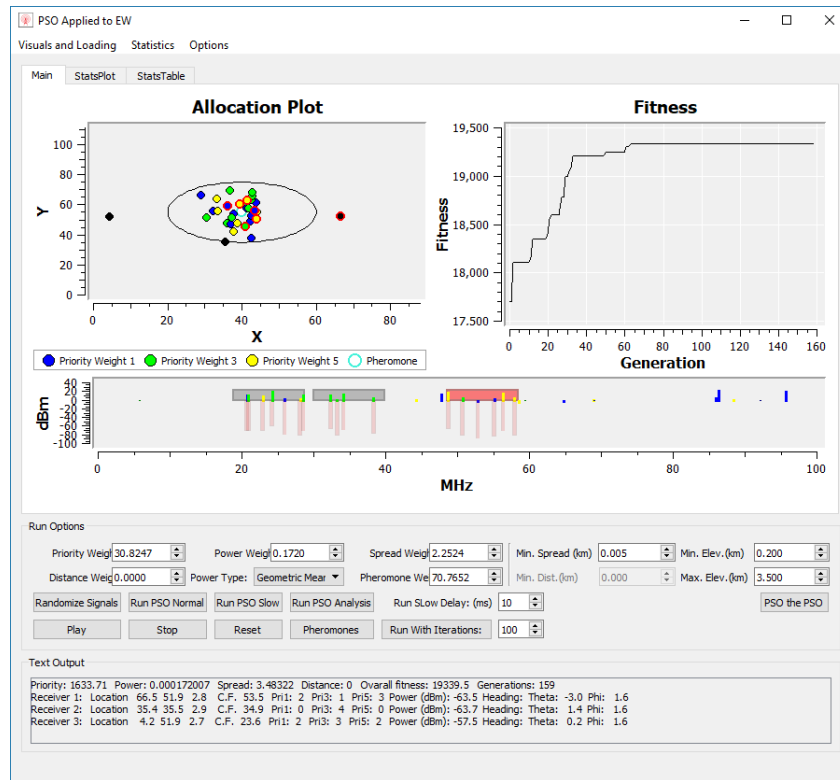 PSO Applied to EW
Visuals and Loading Statistics Options
Main StatsPlot StatsTable
Allocation Plot
Fitness
100
80
60
40
20
0
Y
0 20 40 60 80
X
19,500
19,000
18,500
18,000
17.500
Fitness
0 20 40 60 80 100 120 140 160
Generation
Priority Weight 1 Priority Weight 3 Priority Weight 5 Pheromone
40
20
0
-20
-40
-60
-80
-100
dBm
0 20 40 60 80 100
MHz
Run Options
Priority Weigh 30.8247 Power Weigh 0.1720 Spread Weigh 2.2524 Min. Spread (km) 0.005 Min. Elev.(km) 0.200
Distance Weig 0.0000 Power Type: Geometric Mear Pheromone We 70.7652 Min. Dist.(km) 0.000 Max. Elev.(km) 3.500
Randomize Signals Run PSO Normal Run PSO Slow Run PSO Analysis Run SLow Delay: (ms) 10 PSO the PSO
Play Stop Reset Pheromones Run With Iterations: 100
Text Output
Priority: 1633.71 Power: 0.000172007 Spread: 3.48322 Distance: 0 Ovarall fitness: 19339.5 Generations: 159
Receiver 1: Location 66.5 51.9 2.8 C.F. 53.5 Pri1: 2 Pri3: 1 Pri5: 3 Power (dBm): -63.5 Heading: Theta: -3.0 Phi: 1.6
Receiver 2: Location 35.4 35.5 2.9 C.F. 34.9 Pri1: 0 Pri3: 4 Pri5: 0 Power (dBm): -63.7 Heading: Theta: 1.4 Phi: 1.6
Receiver 3: Location 4.2 51.9 2.7 C.F. 23.6 Pri1: 2 Pri3: 3 Pri5: 2 Power (dBm): -57.5 Heading: Theta: 0.2 Phi: 1.6